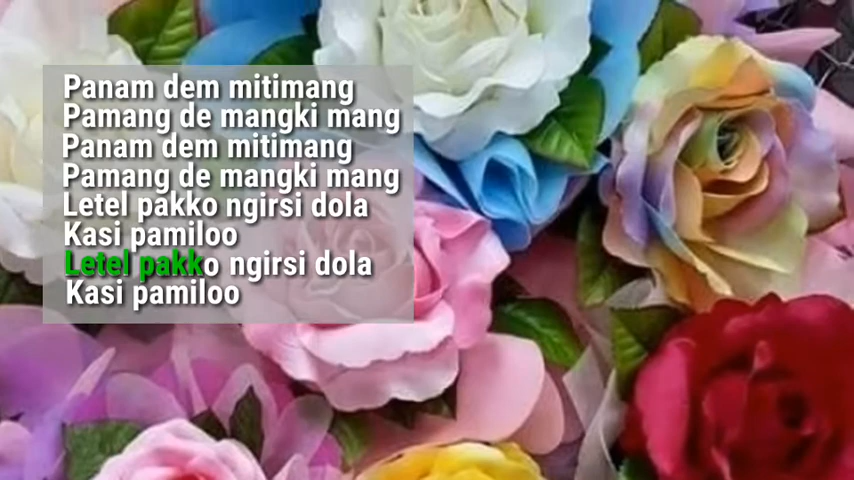 Panam dem mitimang
Pamang de mangki mang
Panam dem mitimang
Pamang de mangki mang
Letel pakko ngirsi dola
Kasi pamiloo
Letel pakko ngirsi dola
Kasi pamiloo